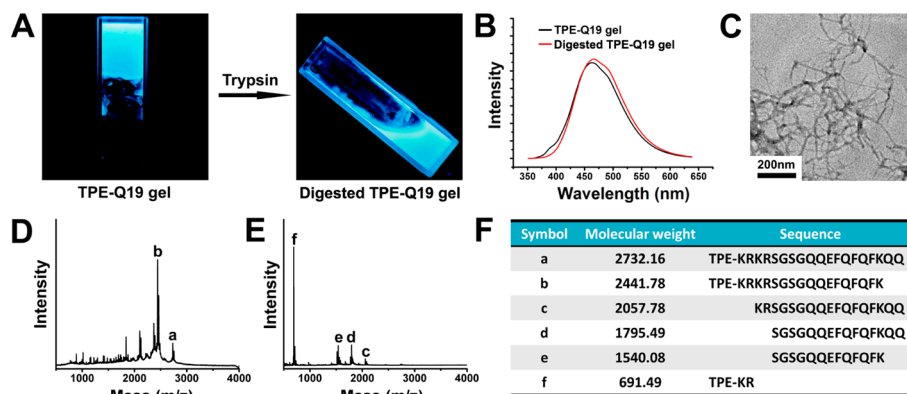 A
Trypsin
TPE-Q19 gel
Digested TPE-Q19 gel
B
TPE-Q19 gel
Digested TPE-Q19 gel
Intensity
350 400 450 500 550 600 650 700
Wavelength (nm)
C
200nm
D
b
a
Intensity
1000 2000 3000 4000
E
f
e d
c
Intensity
1000 2000 3000 4000
F
Symbol Molecular weight Sequence
a 2732.16 TPE-KRKRSGSGQQEFQFQFKQQ
b 2441.78 TPE-KRKRSGSGQQEFQFQFK
c 2057.78 KRSGSGQQEFQFQFKQQ
d 1795.49 SGSGQQEFQFQFKQQ
e 1540.08 SGSGQQEFQFQFK
f 691.49 TPE-KR